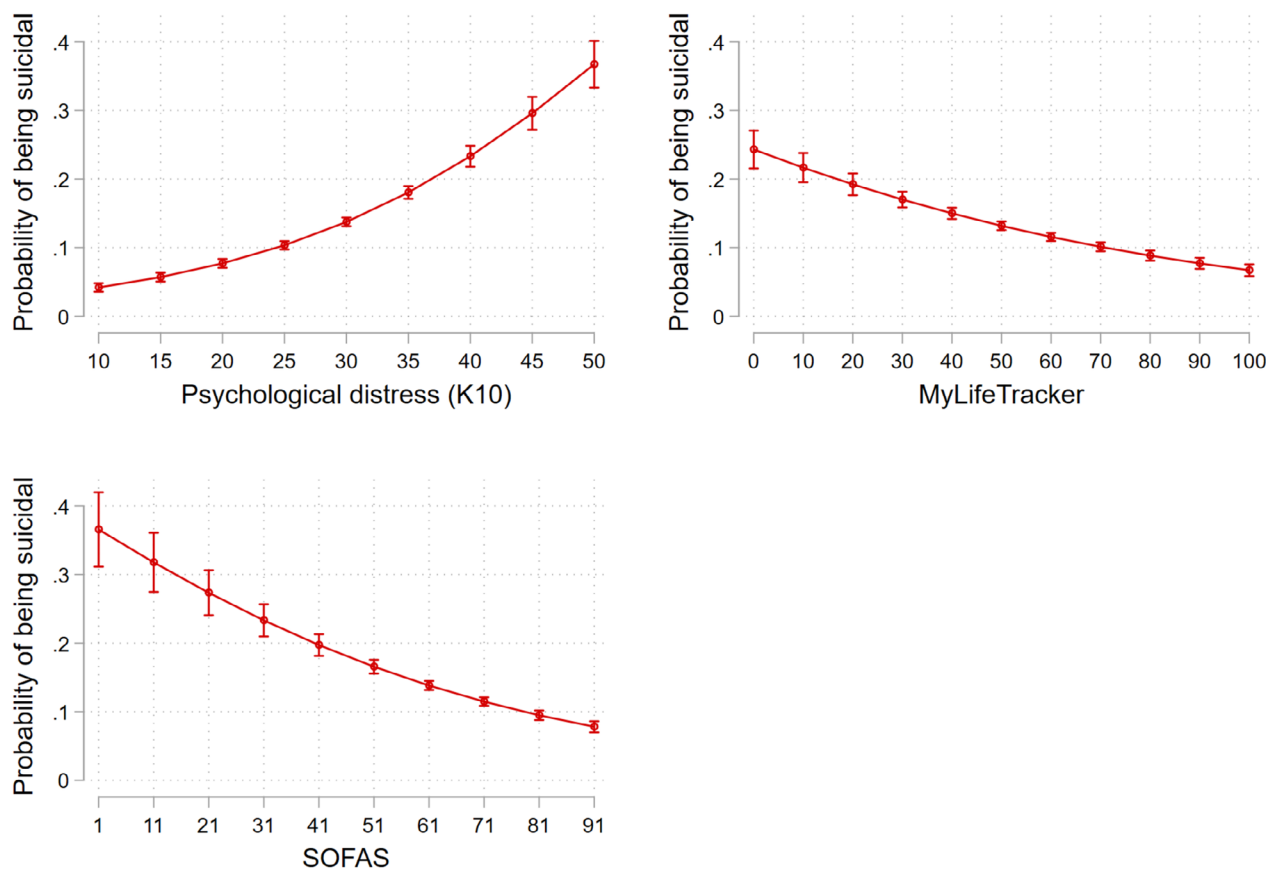 Probability of being suicidal
.4
.3
.2
.1
0
10 15 20 25 30 35 40 45 50
Psychological distress (K10)
Probability of being suicidal
.4
.3
.2
.1
0
0 10 20 30 40 50 60 70 80 90 100
MyLifeTracker
Probability of being suicidal
.4
.3
.2
.1
0
1 11 21 31 41 51 61 71 81 91
SOFAS